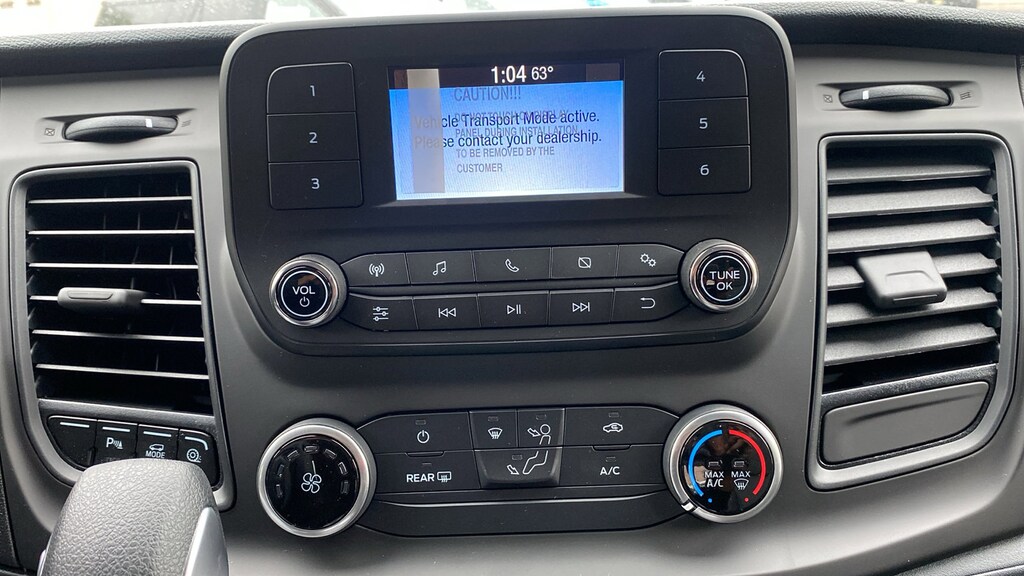 1:04 63°
CAUTION!!!
Vehicle Transport Mode active.
PANEL DURING INSTALLATION
Please contact your dealership.
TO BE REMOVED BY THE
CUSTOMER
1
2
3
4
5
6
VOL
TUNE
OK
P
MODE
REAR
A/C
MAX
A/C
MAX